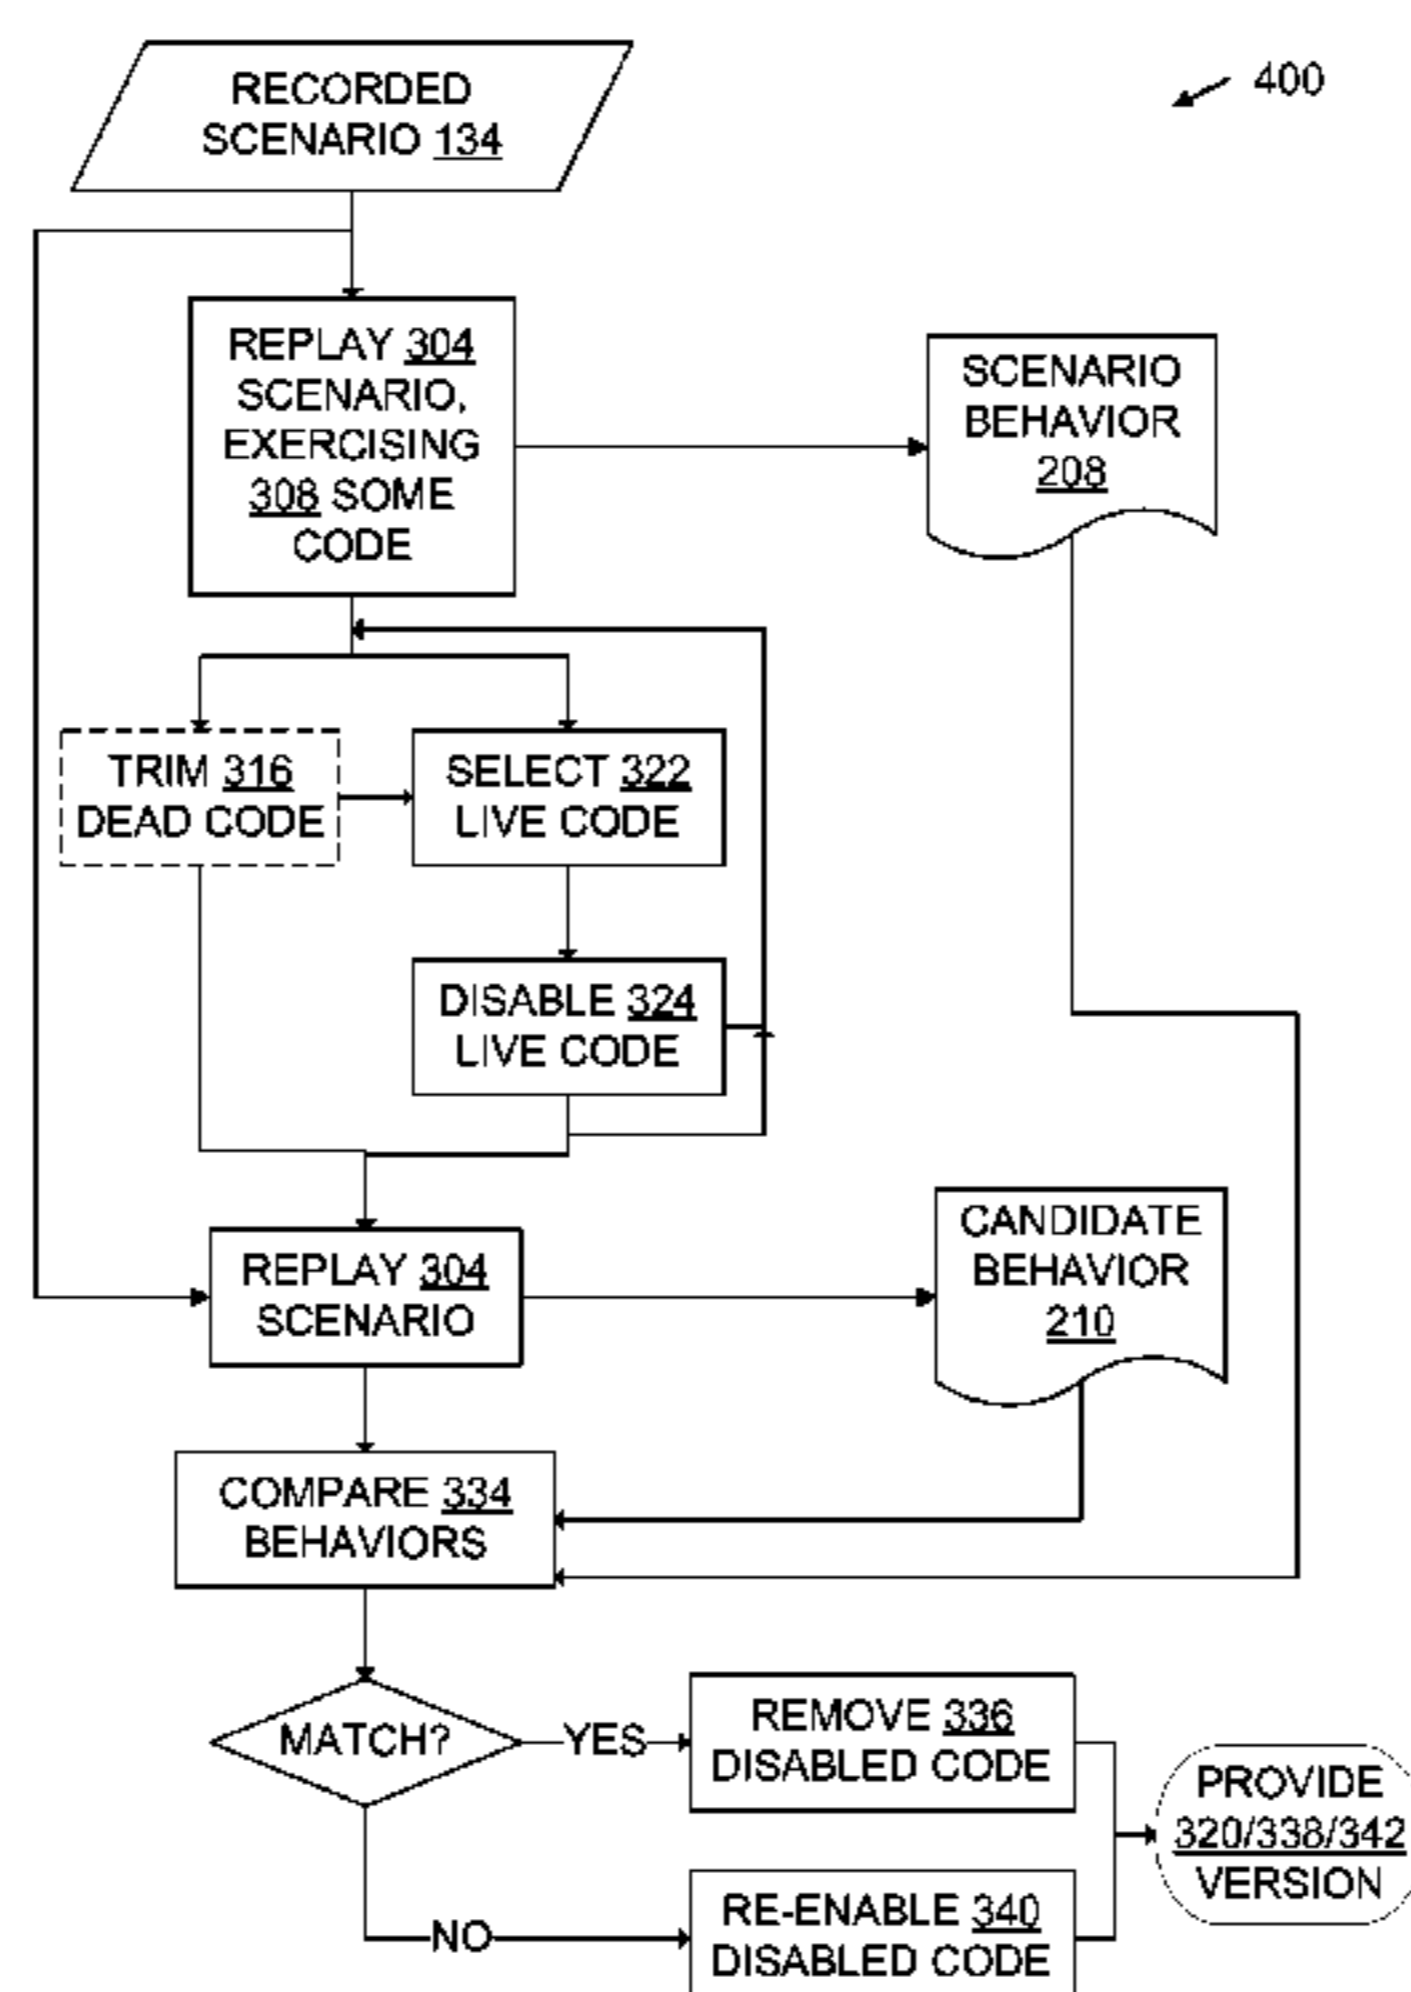 RECORDED
SCENARIO 134
400
REPLAY 304
SCENARIO,
EXERCISING
308 SOME
CODE
SCENARIO
BEHAVIOR
208
TRIM 316
DEAD CODE
SELECT 322
LIVE CODE
DISABLE 324
LIVE CODE
REPLAY 304
SCENARIO
CANDIDATE
BEHAVIOR
210
COMPARE 334
BEHAVIORS
MATCH?
YES
REMOVE 336
DISABLED CODE
PROVIDE
320/338/342
VERSION
NO
RE-ENABLE 340
DISABLED CODE